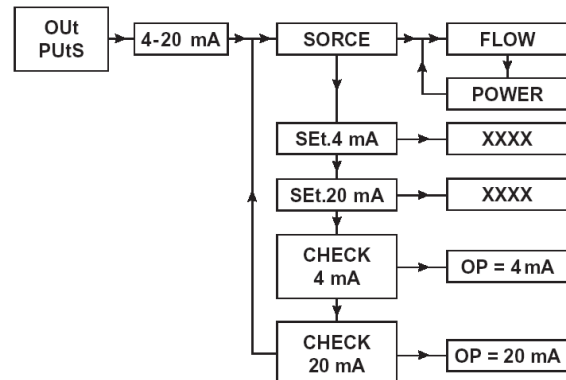 OUt
PUtS
4-20 mA
SORCE
FLOW
POWER
SEt.4 mA
XXXX
SEt.20 mA
XXXX
CHECK
4 mA
OP = 4 mA
CHECK
20 mA
OP = 20 mA